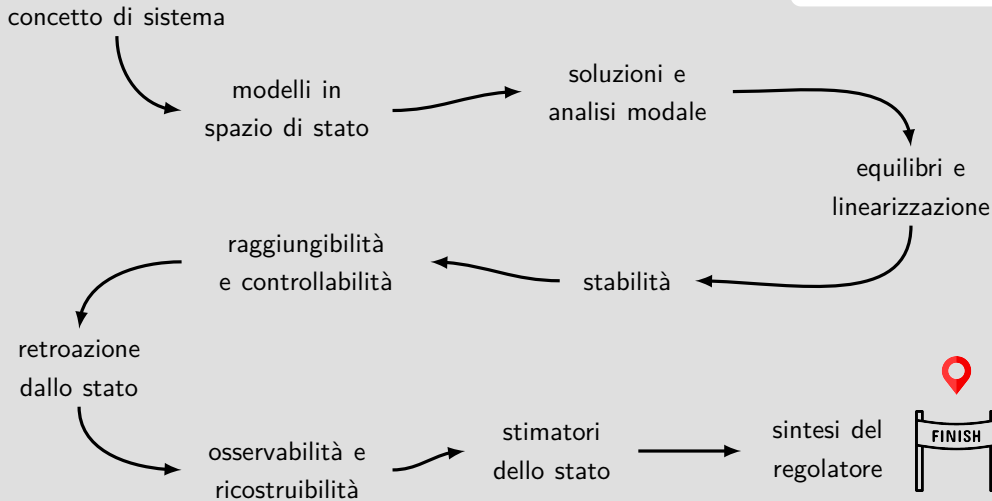 concetto di sistema
modelli in
spazio di stato
soluzioni e
analisi modale
equilibri e
linearizzazione
stabilità
raggiungibilità
e controllabilità
retroazione
dallo stato
osservabilità e
ricostruibilità
stimatori
dello stato
sintesi del
regolatore
FINISH